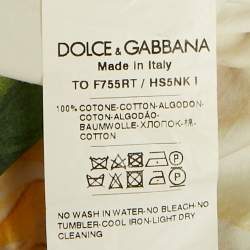 DOLCE & GABBANA
Made in Italy
TO F755RT / HS5NK I
100% COTONE-COTTON-ALGODON-
COTON-ALGODÃO-
BAUMWOLLE-ХЛОПОК-棉-
COTTON
NO WASH IN WATER-NO BLEACH-NO
TUMBLER-COOL IRON-LIGHT DRY
CLEANING